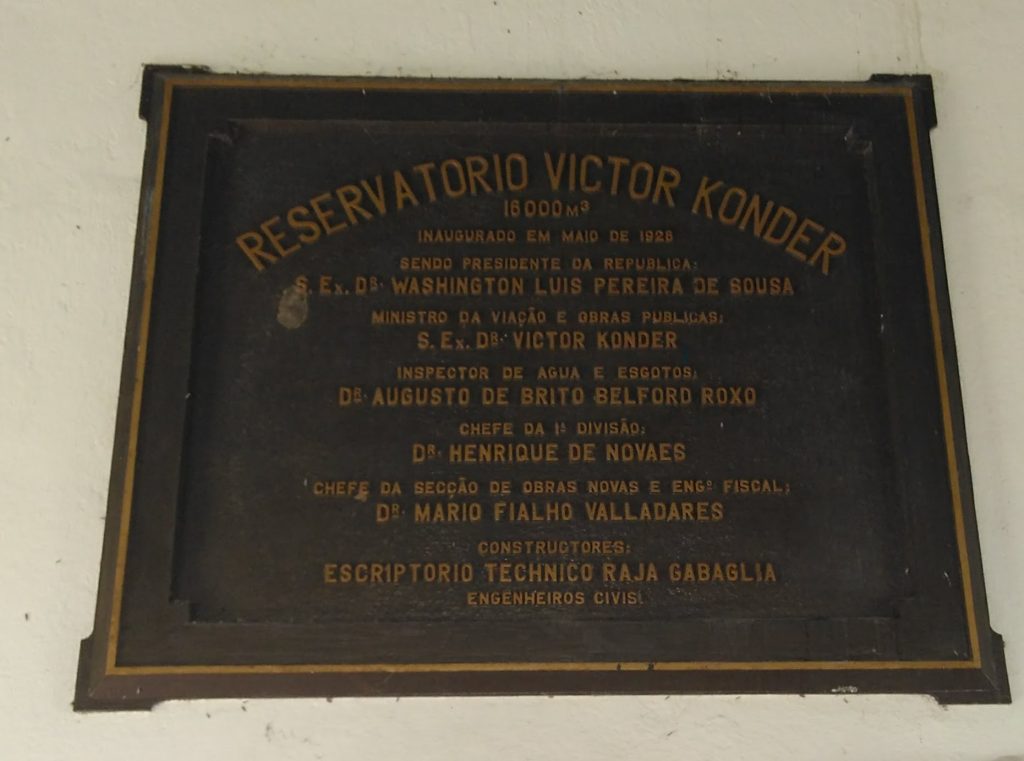 RESERVATORIO VICTOR KONDER
16000M3
INAUGURADO EM MAIO DE 1928
SENDO PRESIDENTE DA REPUBLICA:
S. Ex. DR. WASHINGTON LUIS PEREIRA DE SOUSA
MINISTRO DA VIAÇÃO E OBRAS PUBLICAS:
S. Ex. DR. VICTOR KONDER
INSPECTOR DE AGUA E ESGOTOS:
DR. AUGUSTO DE BRITO BELFORD ROXO
CHEFE DA 1ª DIVISÃO:
DR. HENRIQUE DE NOVAES
CHEFE DA SECÇÃO DE OBRAS NOVAS E ENGº FISCAL:
DR. MARIO FIALHO VALLADARES
CONSTRUCTORES:
ESCRIPTORIO TECHNICO RAJA GABAGLIA
ENGENHEIROS CIVIS